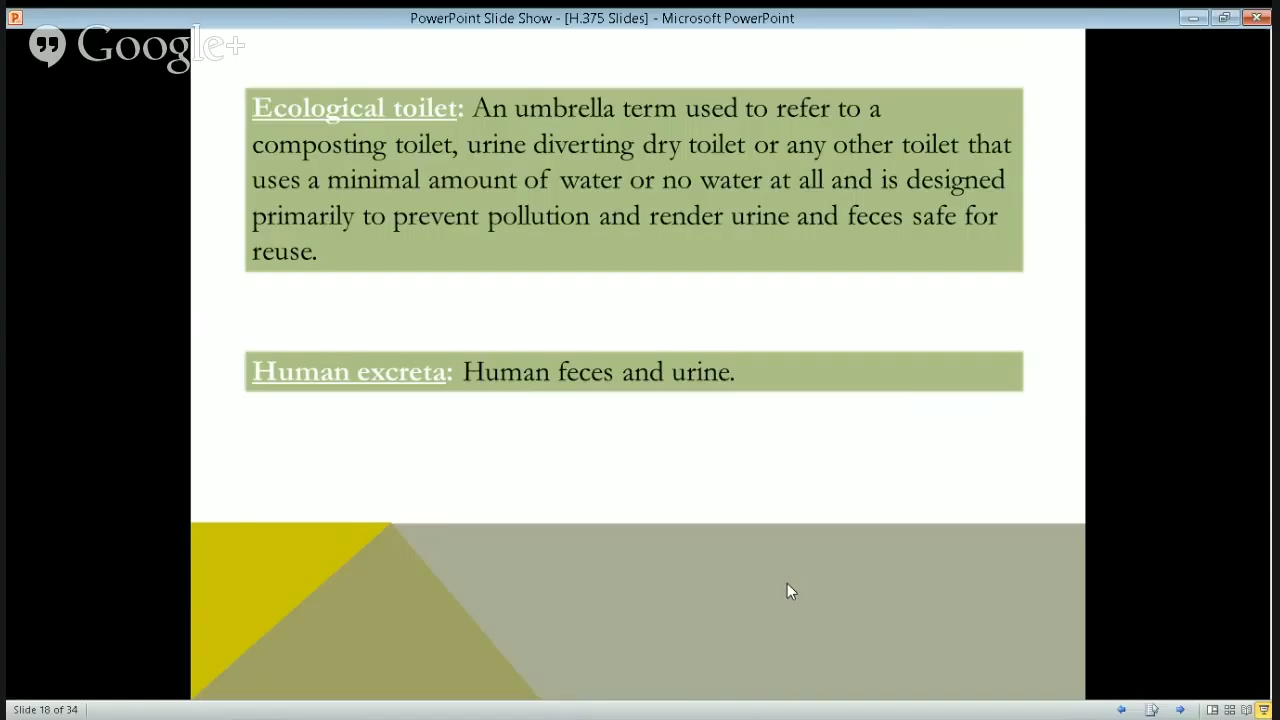 PowerPoint Slide Show - [H.375 Slides] - Microsoft PowerPoint
Google+
Ecological toilet: An umbrella term used to refer to a
composting toilet, urine diverting dry toilet or any other toilet that
uses a minimal amount of water or no water at all and is designed
primarily to prevent pollution and render urine and feces safe for
reuse.
Human excreta: Human feces and urine.
Slide 18 of 34